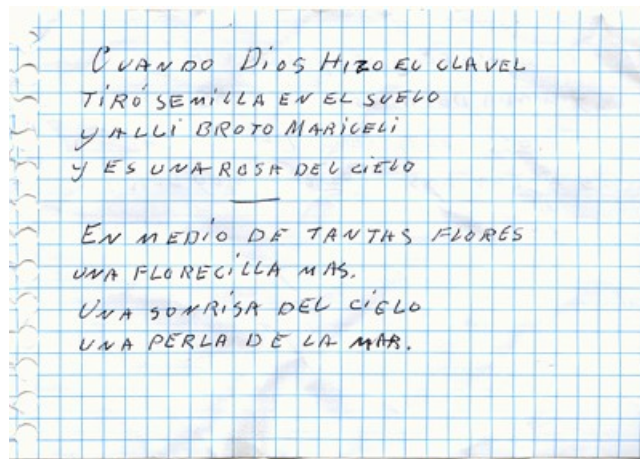 CUANDO DIOS HIZO EL CLAVEL
TIRÓ SEMILLA EN EL SUELO
Y ALLÍ BROTO MARICELI
Y ES UNA ROSA DEL CIELO
EN MEDIO DE TANTAS FLORES
UNA FLORECILLA MAS.
UNA SONRISA DEL CIELO
UNA PERLA DE LA MAR.